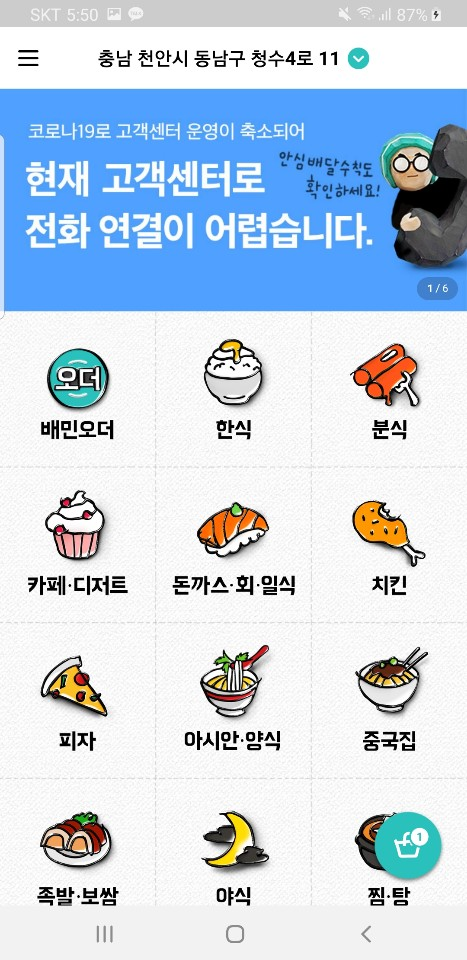 SKT 5:50 87%
충남 천안시 동남구 청수4로 11
코로나19로 고객센터 운영이 축소되어
현재 고객센터로
전화 연결이 어렵습니다.
안심배달수칙도
확인하세요!
1 / 6
오더
배민오더 한식 분식
카페·디저트 돈까스·회·일식 치킨
피자 아시안·양식 중국집
족발·보쌈 야식 찜·탕
1